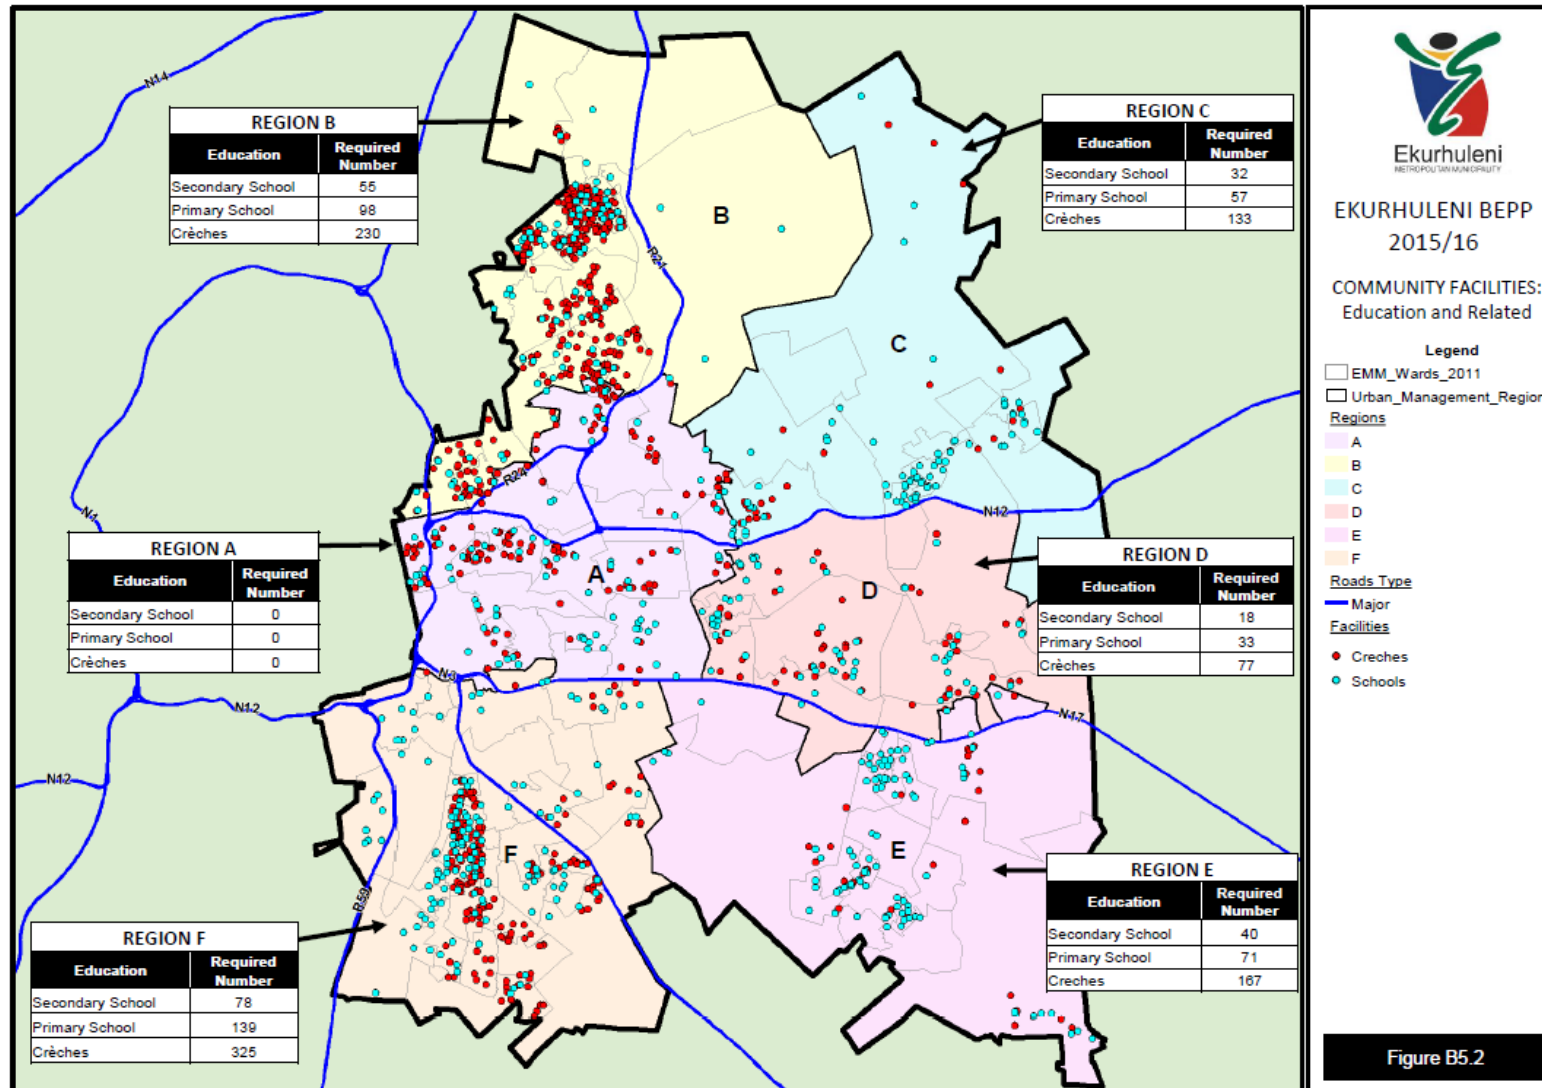 N14
REGION B
Education Required Number
Secondary School 55
Primary School 98
Crèches 230
REGION C
Education Required Number
Secondary School 32
Primary School 57
Crèches 133
B
R21
C
R24
N12
N1
REGION A
Education Required Number
Secondary School 0
Primary School 0
Crèches 0
A
REGION D
Education Required Number
Secondary School 18
Primary School 33
Crèches 77
D
N3
N12
N17
N12
F
E
R59
REGION E
Education Required Number
Secondary School 40
Primary School 71
Creches 167
REGION F
Education Required Number
Secondary School 78
Primary School 139
Crèches 325
Ekurhuleni
METROPOLITAN MUNICIPALITY
EKURHULENI BEPP
2015/16
COMMUNITY FACILITIES:
Education and Related
Legend
EMM_Wards_2011
Urban_Management_Region
Regions
A
B
C
D
E
F
Roads Type
Major
Facilities
Creches
Schools
Figure B5.2